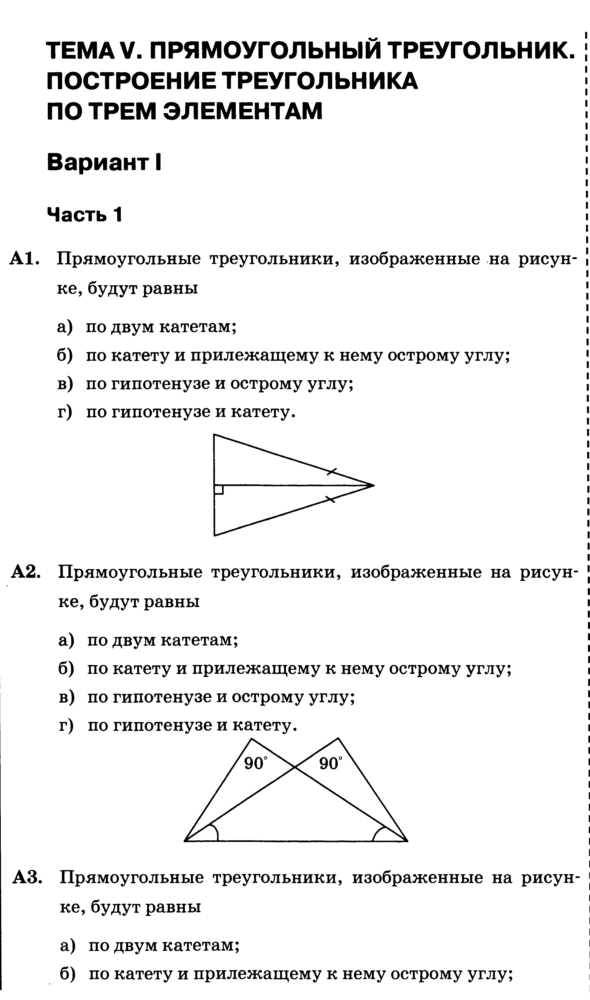 ТЕМА V. ПРЯМОУГОЛЬНЫЙ ТРЕУГОЛЬНИК.
ПОСТРОЕНИЕ ТРЕУГОЛЬНИКА
ПО ТРЕМ ЭЛЕМЕНТАМ
Вариант I
Часть 1
А1. Прямоугольные треугольники, изображенные на рисун-
ке, будут равны
а) по двум катетам;
б) по катету и прилежащему к нему острому углу;
в) по гипотенузе и острому углу;
г) по гипотенузе и катету.
А2. Прямоугольные треугольники, изображенные на рисун-
ке, будут равны
а) по двум катетам;
б) по катету и прилежащему к нему острому углу;
в) по гипотенузе и острому углу;
г) по гипотенузе и катету.
90° 90°
А3. Прямоугольные треугольники, изображенные на рисун-
ке, будут равны
а) по двум катетам;
б) по катету и прилежащему к нему острому углу;